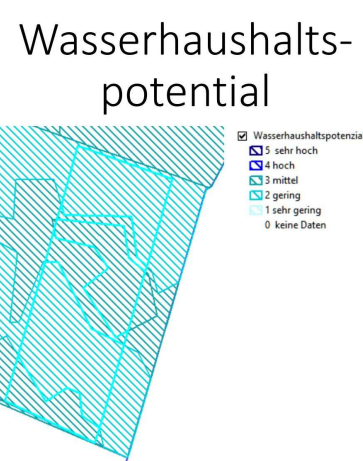 Wasserhaushalts-
potential
Wasserhaushaltspotenzia
5 sehr hoch
4 hoch
3 mittel
2 gering
1 sehr gering
0 keine Daten